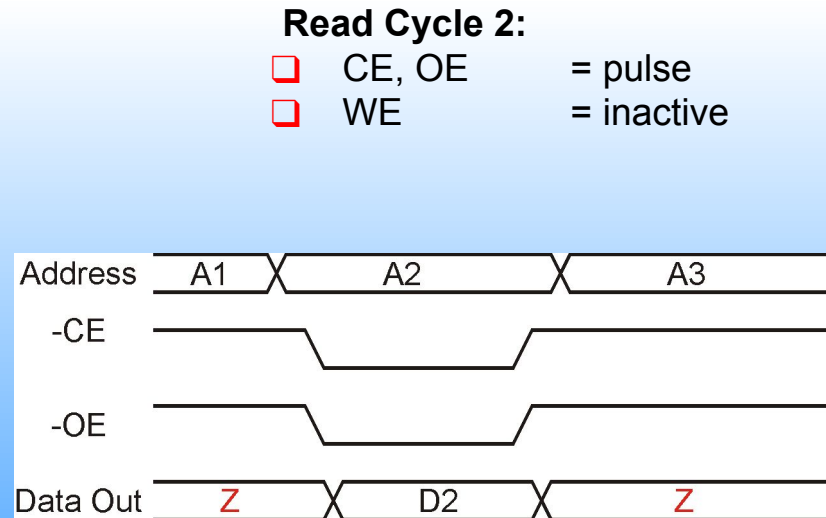 Read Cycle 2:
CE, OE = pulse
WE = inactive
Address A1 A2 A3
-CE
-OE
Data Out Z D2 Z